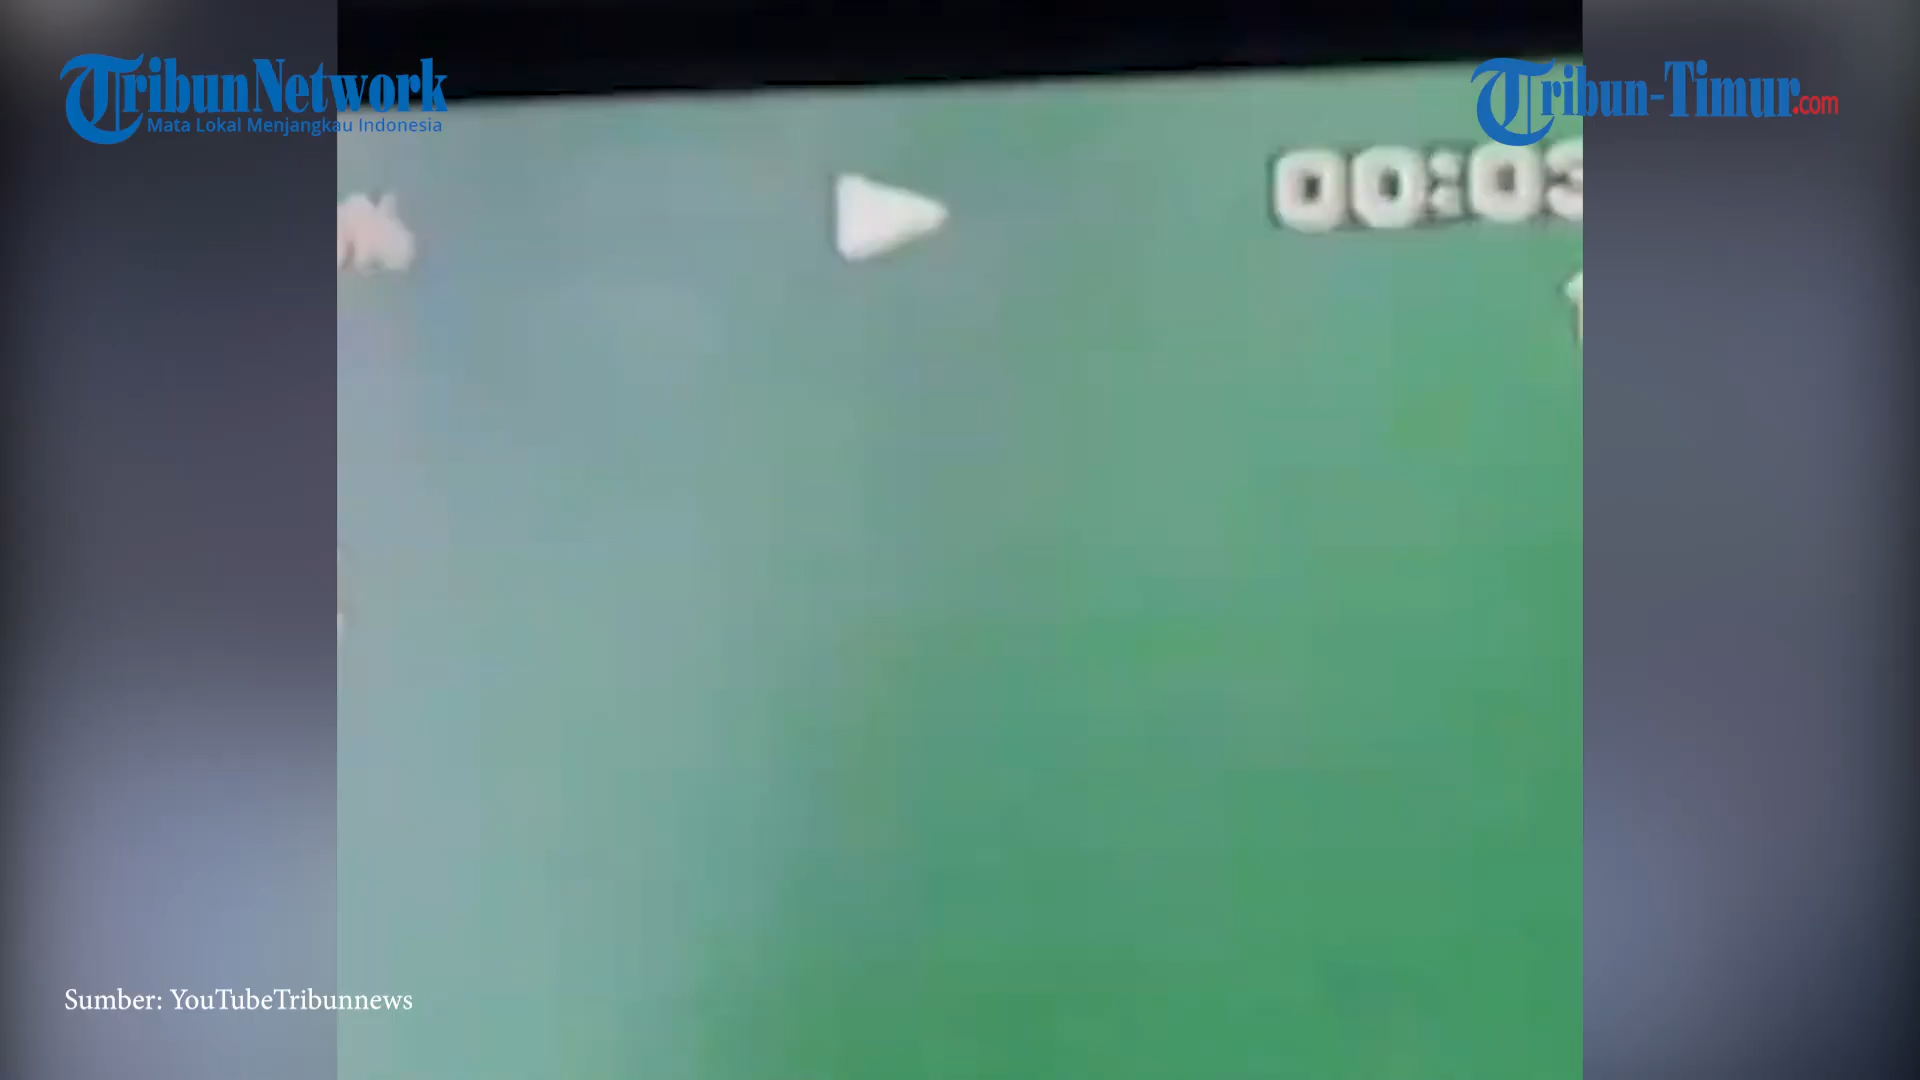 TribunNetwork
Mata Lokal Menjangkau Indonesia
Tribun-Timur.com
00:03
Sumber: YouTubeTribunnews